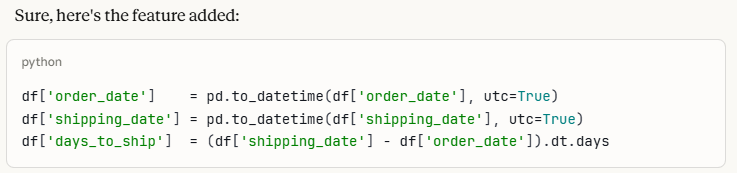 Sure, here's the feature added:
python
df['order_date']    = pd.to_datetime(df['order_date'], utc=True)
df['shipping_date'] = pd.to_datetime(df['shipping_date'], utc=True)
df['days_to_ship']  = (df['shipping_date'] - df['order_date']).dt.days